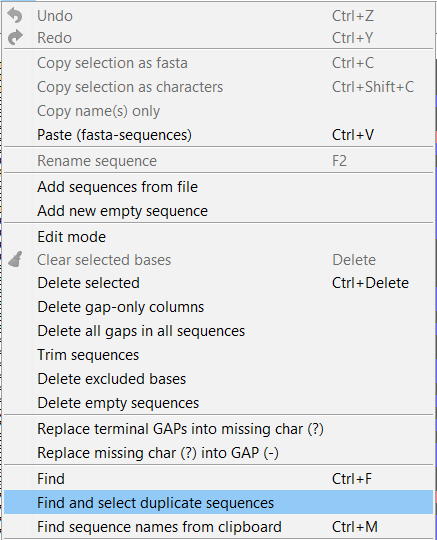 Undo Ctrl+Z
Redo Ctrl+Y
Copy selection as fasta Ctrl+C
Copy selection as characters Ctrl+Shift+C
Copy name(s) only
Paste (fasta-sequences) Ctrl+V
Rename sequence F2
Add sequences from file
Add new empty sequence
Edit mode
Clear selected bases Delete
Delete selected Ctrl+Delete
Delete gap-only columns
Delete all gaps in all sequences
Trim sequences
Delete excluded bases
Delete empty sequences
Replace terminal GAPs into missing char (?)
Replace missing char (?) into GAP (-)
Find Ctrl+F
Find and select duplicate sequences
Find sequence names from clipboard Ctrl+M